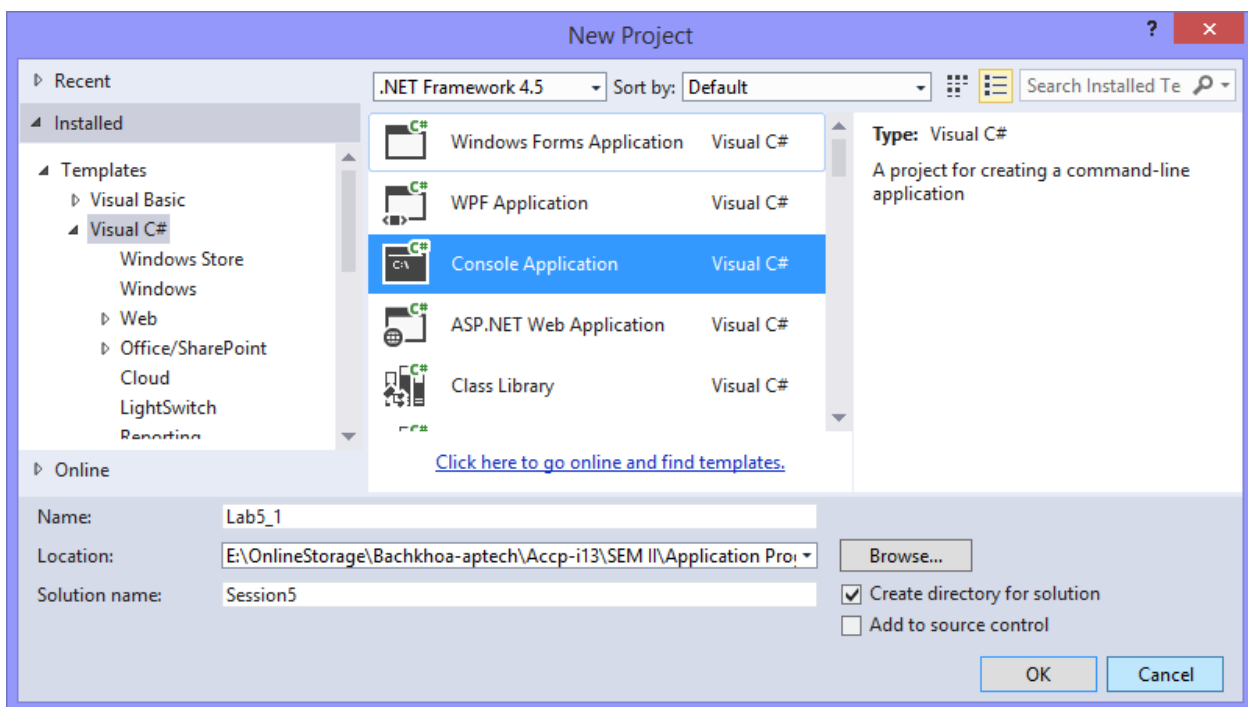 New Project
?
Recent
Installed
Templates
Visual Basic
Visual C#
Windows Store
Windows
Web
Office/SharePoint
Cloud
LightSwitch
Reporting
Online
.NET Framework 4.5
Sort by: Default
Search Installed Te
C# Windows Forms Application Visual C#
C# WPF Application Visual C#
C# C:\ Console Application Visual C#
C# ASP.NET Web Application Visual C#
C# Class Library Visual C#
C#
Click here to go online and find templates.
Type: Visual C#
A project for creating a command-line
application
Name: Lab5_1
Location: E:\OnlineStorage\Bachkhoa-aptech\Accp-i13\SEM II\Application Pro
Browse...
Solution name: Session5
Create directory for solution
Add to source control
OK Cancel